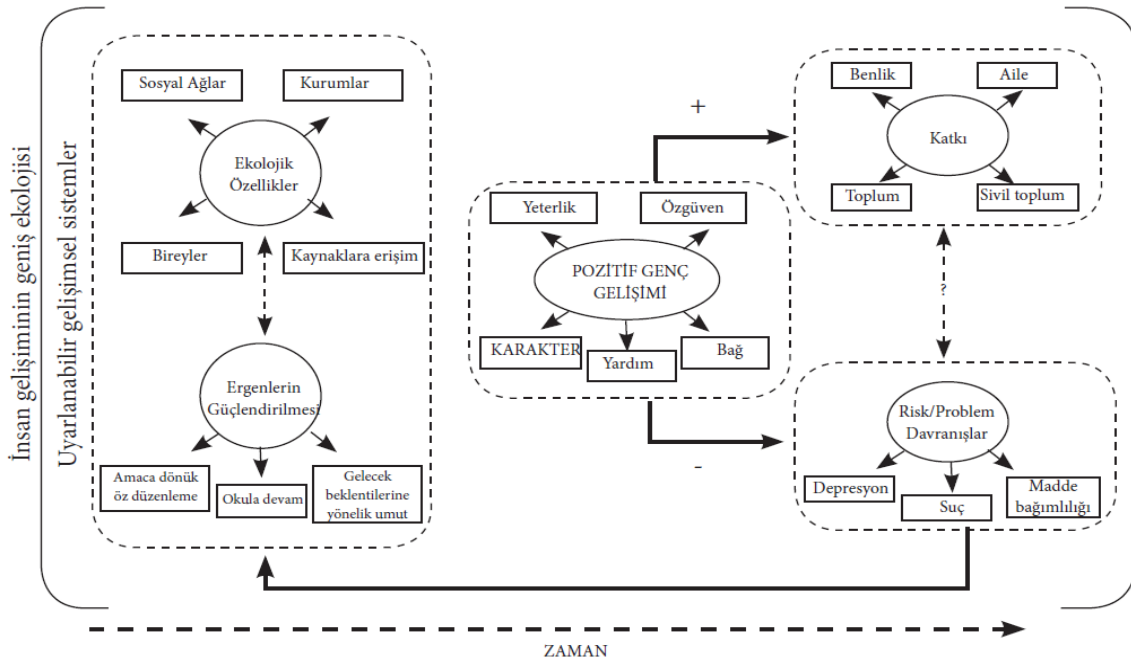 İnsan gelişiminin geniş ekolojisi
Uyarlanabilir gelişimsel sistemler
Sosyal Ağlar
Kurumlar
Ekolojik
Özellikler
Bireyler
Kaynaklara erişim
Ergenlerin
Güçlendirilmesi
Amaca dönük
öz düzenleme
Okula devam
Gelecek
beklentilerine
yönelik umut
Yeterlik
Özgüven
POZİTİF GENÇ
GELİŞİMİ
KARAKTER
Yardım
Bağ
+
-
Benlik
Aile
Katkı
Toplum
Sivil toplum
?
Risk/Problem
Davranışlar
Depresyon
Suç
Madde
bağımlılığı
ZAMAN